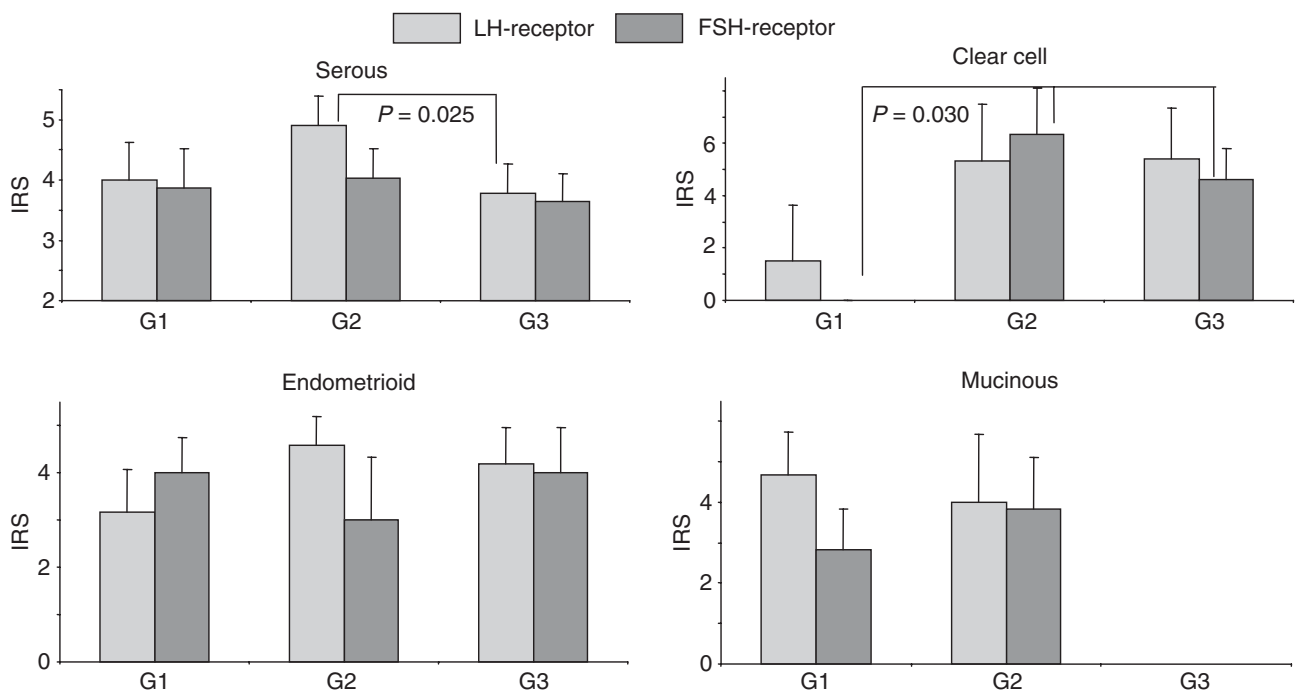 LH-receptor FSH-receptor
Serous
IRS
5
4
3
2
P = 0.025
G1 G2 G3
Clear cell
IRS
6
4
2
0
P = 0.030
G1 G2 G3
Endometrioid
IRS
4
2
0
G1 G2 G3
Mucinous
IRS
4
2
0
G1 G2 G3